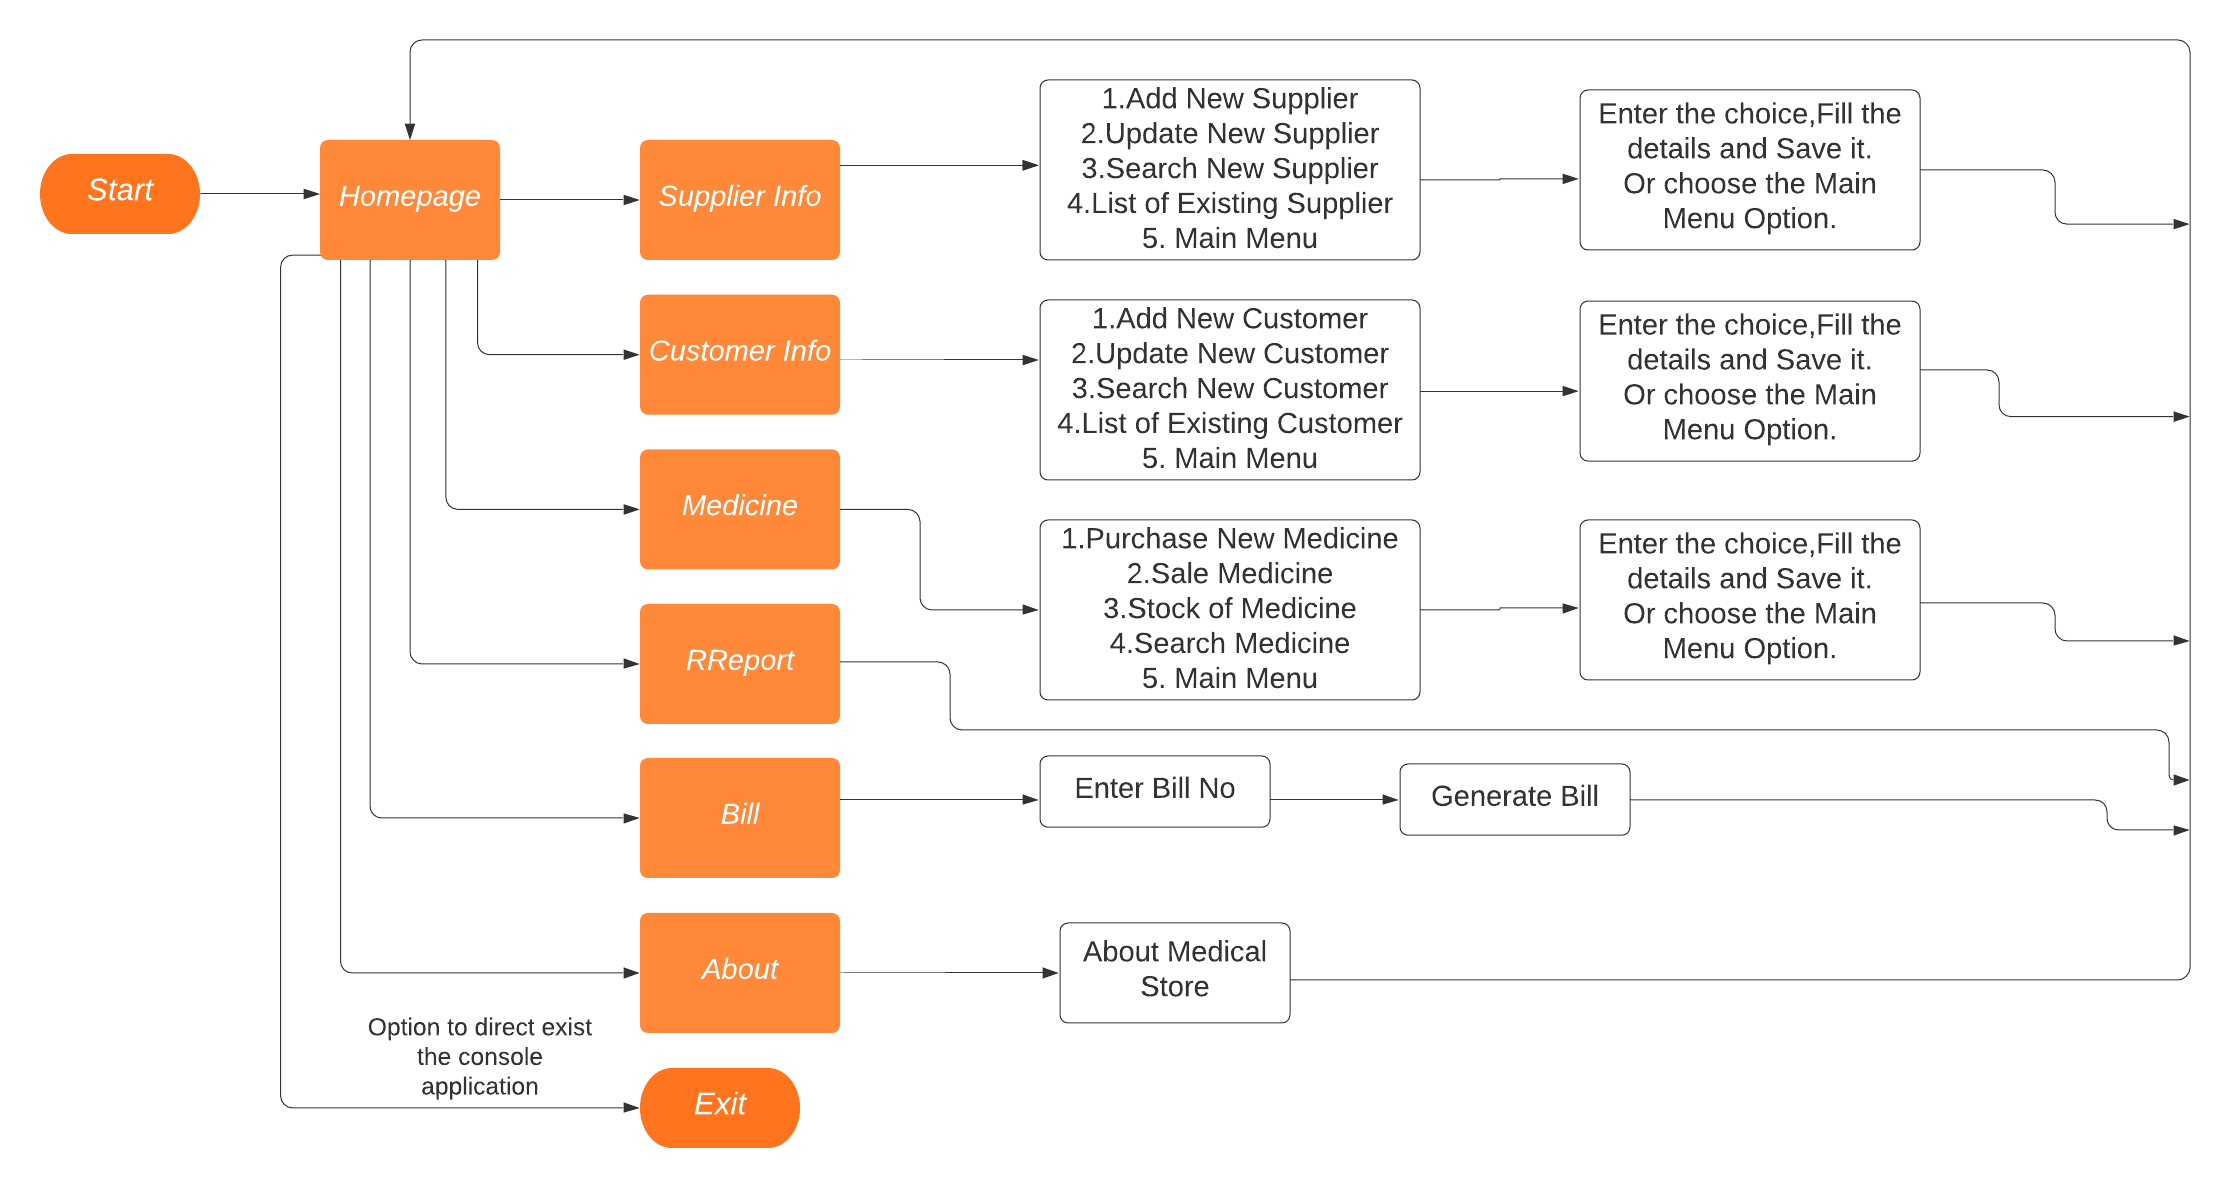 Start
Homepage
Supplier Info
1.Add New Supplier
2.Update New Supplier
3.Search New Supplier
4.List of Existing Supplier
5. Main Menu
Enter the choice,Fill the
details and Save it.
Or choose the Main
Menu Option.
Customer Info
1.Add New Customer
2.Update New Customer
3.Search New Customer
4.List of Existing Customer
5. Main Menu
Enter the choice,Fill the
details and Save it.
Or choose the Main
Menu Option.
Medicine
1.Purchase New Medicine
2.Sale Medicine
3.Stock of Medicine
4.Search Medicine
5. Main Menu
Enter the choice,Fill the
details and Save it.
Or choose the Main
Menu Option.
RReport
Bill
Enter Bill No
Generate Bill
About
About Medical
Store
Option to direct exist
the console
application
Exit